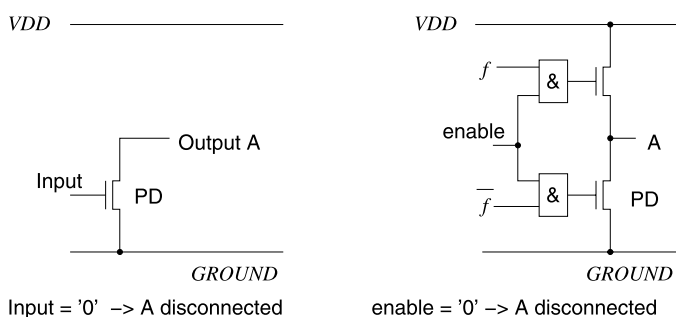 VDD
Output A
Input
PD
GROUND
Input = '0' –> A disconnected
VDD
f
&
enable
A
&
f̅
PD
GROUND
enable = '0' –> A disconnected